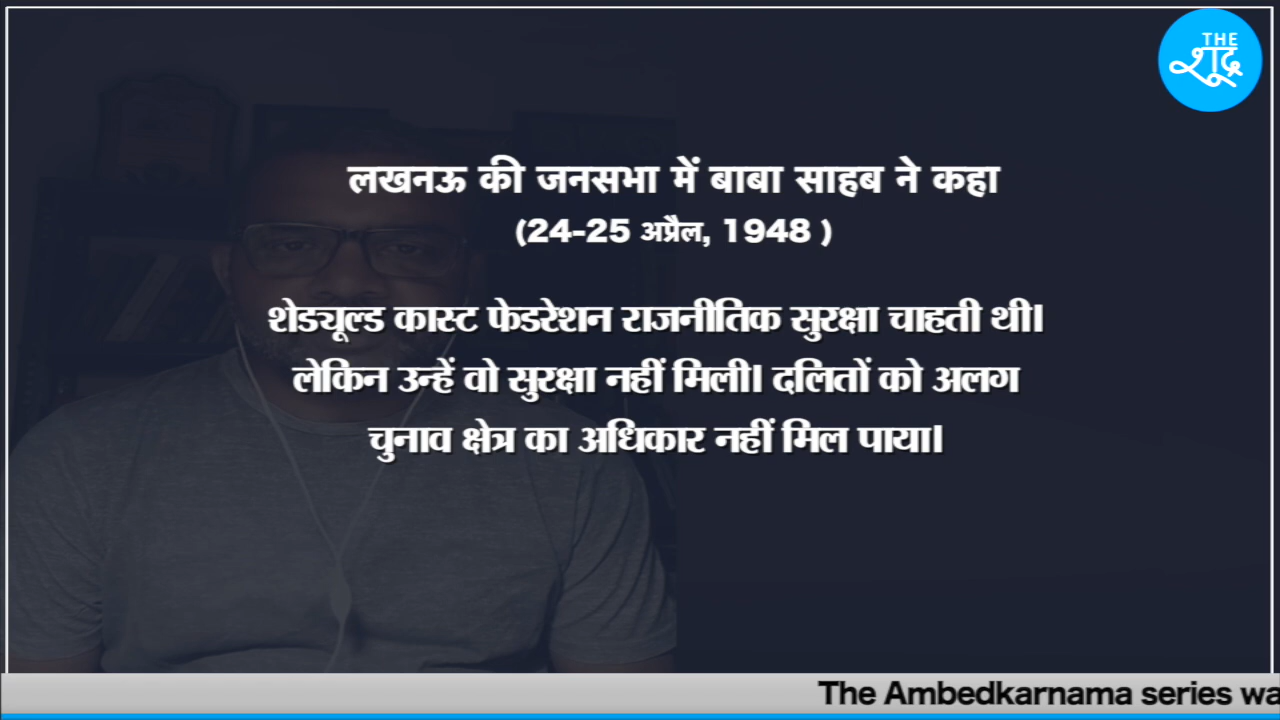 THE
शूद्र
लखनऊ की जनसभा में बाबा साहब ने कहा
(24-25 अप्रैल, 1948 )
शेड्यूल्ड कास्ट फेडरेशन राजनीतिक सुरक्षा चाहती थी।
लेकिन उन्हें वो सुरक्षा नहीं मिली। दलितों को अलग
चुनाव क्षेत्र का अधिकार नहीं मिल पाया।
The Ambedkarnama series wa